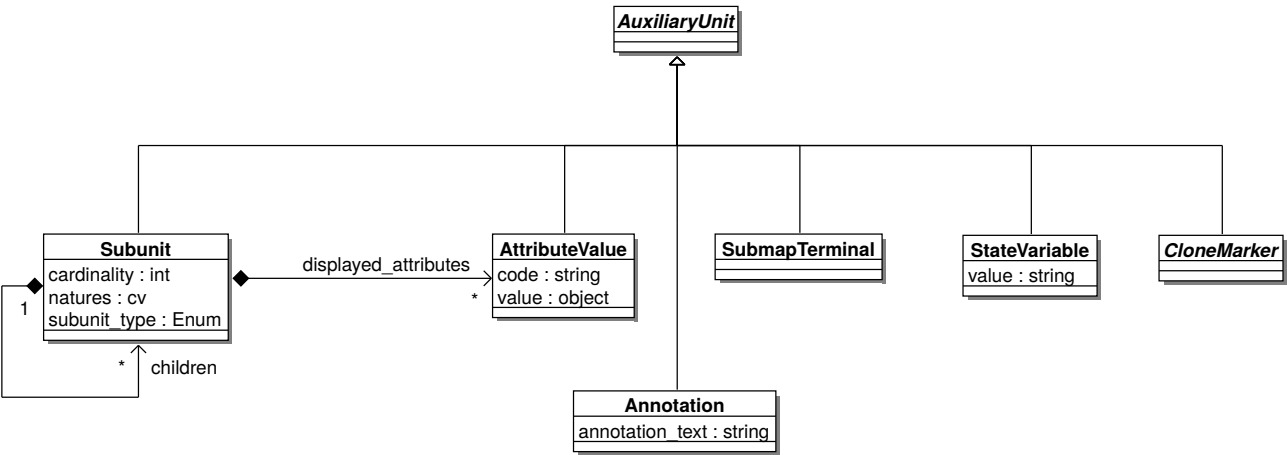 AuxiliaryUnit
Subunit
cardinality : int
natures : cv
subunit_type : Enum
1
* children
displayed_attributes
*
AttributeValue
code : string
value : object
SubmapTerminal
StateVariable
value : string
CloneMarker
Annotation
annotation_text : string